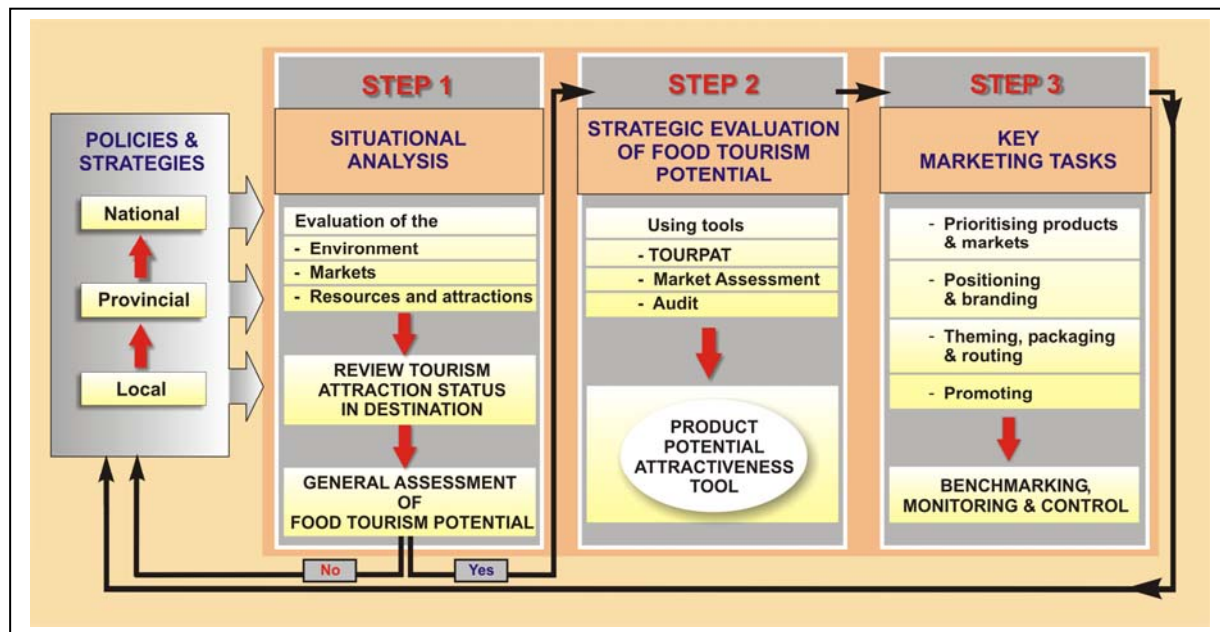 POLICIES &
STRATEGIES
National
Provincial
Local
STEP 1
SITUATIONAL
ANALYSIS
Evaluation of the
- Environment
- Markets
- Resources and attractions
REVIEW TOURISM
ATTRACTION STATUS
IN DESTINATION
GENERAL ASSESSMENT
OF
FOOD TOURISM POTENTIAL
No
Yes
STEP 2
STRATEGIC EVALUATION
OF FOOD TOURISM
POTENTIAL
Using tools
- TOURPAT
- Market Assessment
- Audit
PRODUCT
POTENTIAL
ATTRACTIVENESS
TOOL
STEP 3
KEY
MARKETING TASKS
- Prioritising products
& markets
- Positioning
& branding
- Theming, packaging
& routing
- Promoting
BENCHMARKING,
MONITORING & CONTROL